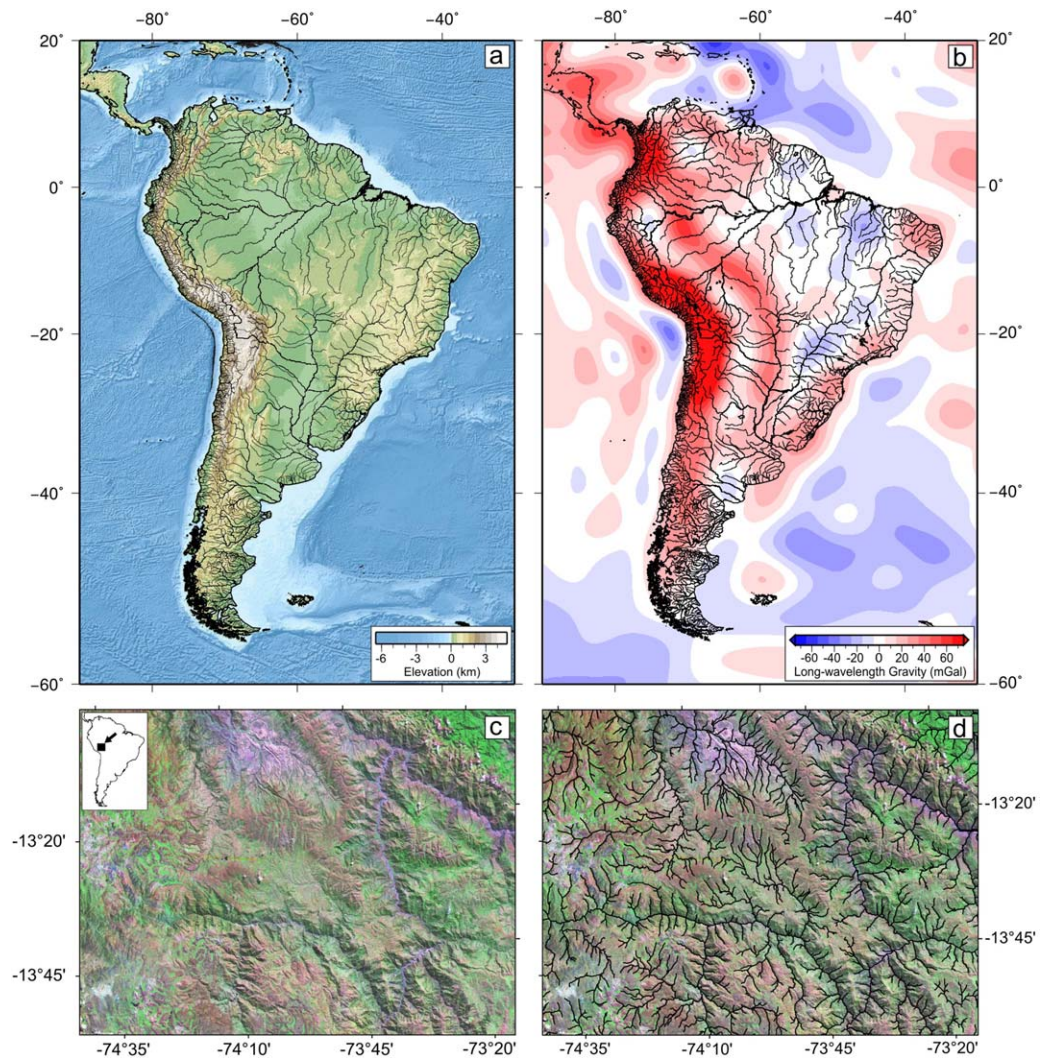 -80° -60° -40° -80° -60° -40°
20° a b 20°
0° 0°
-20° -20°
-40° -40°
-6 -3 0 3
Elevation (km)
-60 -40 -20 0 20 40 60
Long-wavelength Gravity (mGal)
-60° -60°
-80° -60° -40°
c d
-13°20' -13°20'
-13°45' -13°45'
-74°35' -74°10' -73°45' -73°20' -74°35' -74°10' -73°45' -73°20'